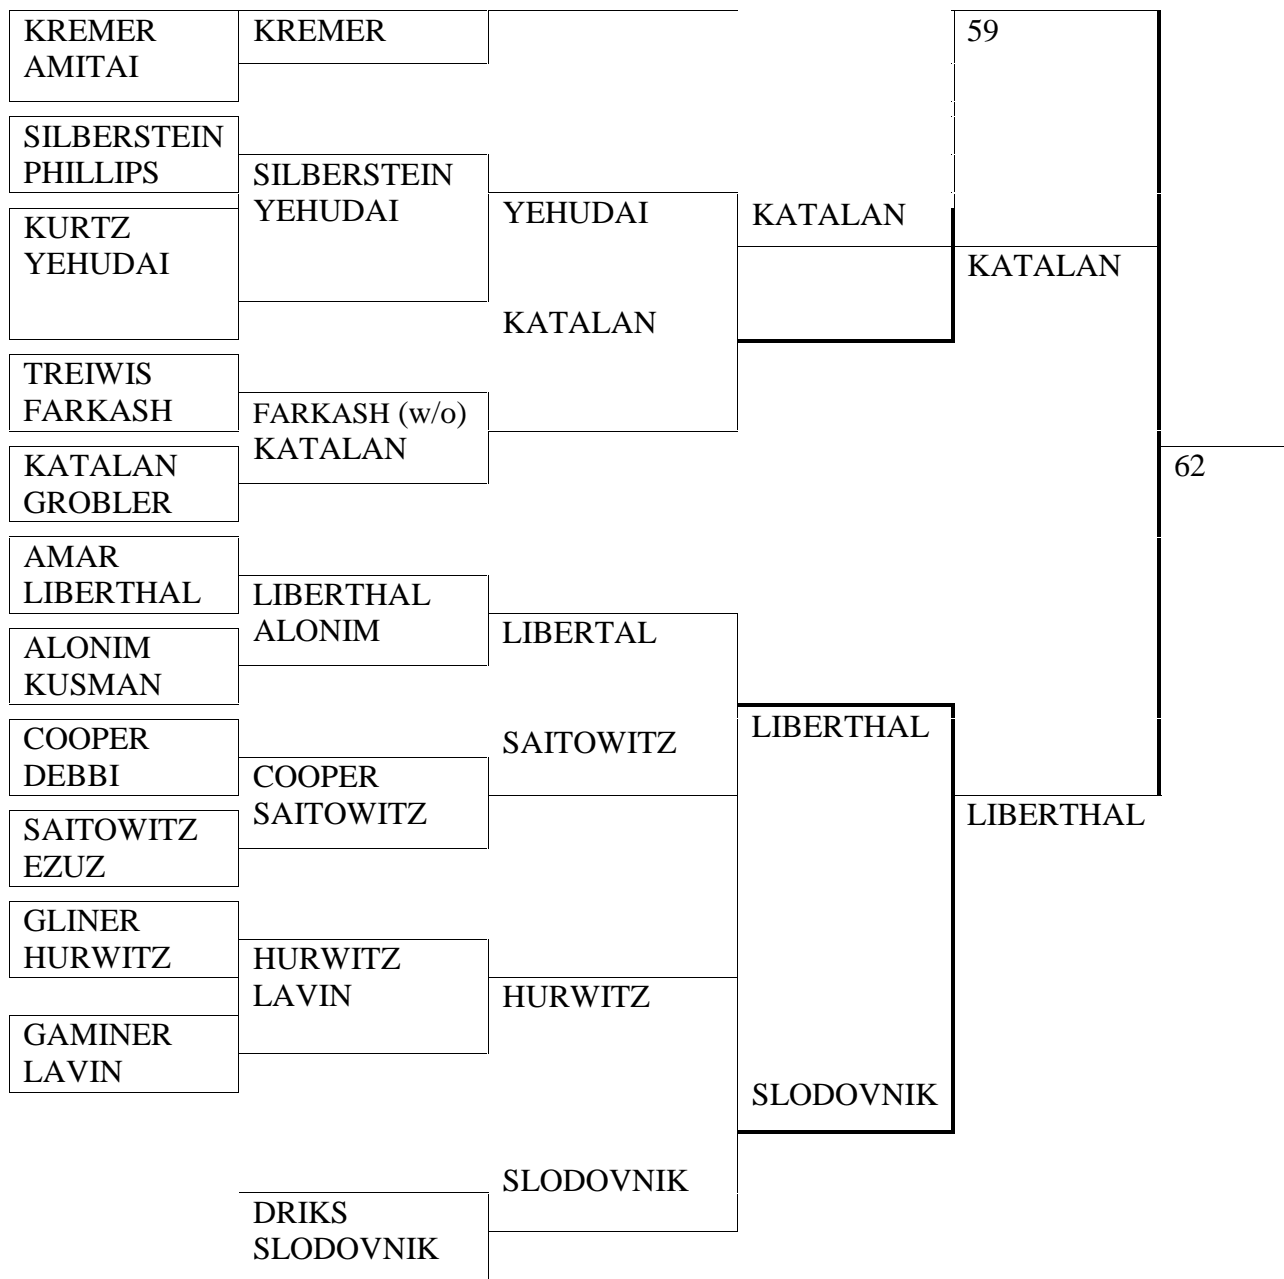 KREMER
AMITAI
SILBERSTEIN
PHILLIPS
KURTZ
YEHUDAI
TREIWIS
FARKASH
KATALAN
GROBLER
AMAR
LIBERTHAL
ALONIM
KUSMAN
COOPER
DEBBI
SAITOWITZ
EZUZ
GLINER
HURWITZ
GAMINER
LAVIN
KREMER
SILBERSTEIN
YEHUDAI
FARKASH (w/o)
KATALAN
LIBERTHAL
ALONIM
COOPER
SAITOWITZ
HURWITZ
LAVIN
DRIKS
SLODOVNIK
YEHUDAI
KATALAN
LIBERTAL
SAITOWITZ
HURWITZ
SLODOVNIK
KATALAN
LIBERTHAL
SLODOVNIK
59
KATALAN
LIBERTHAL
62